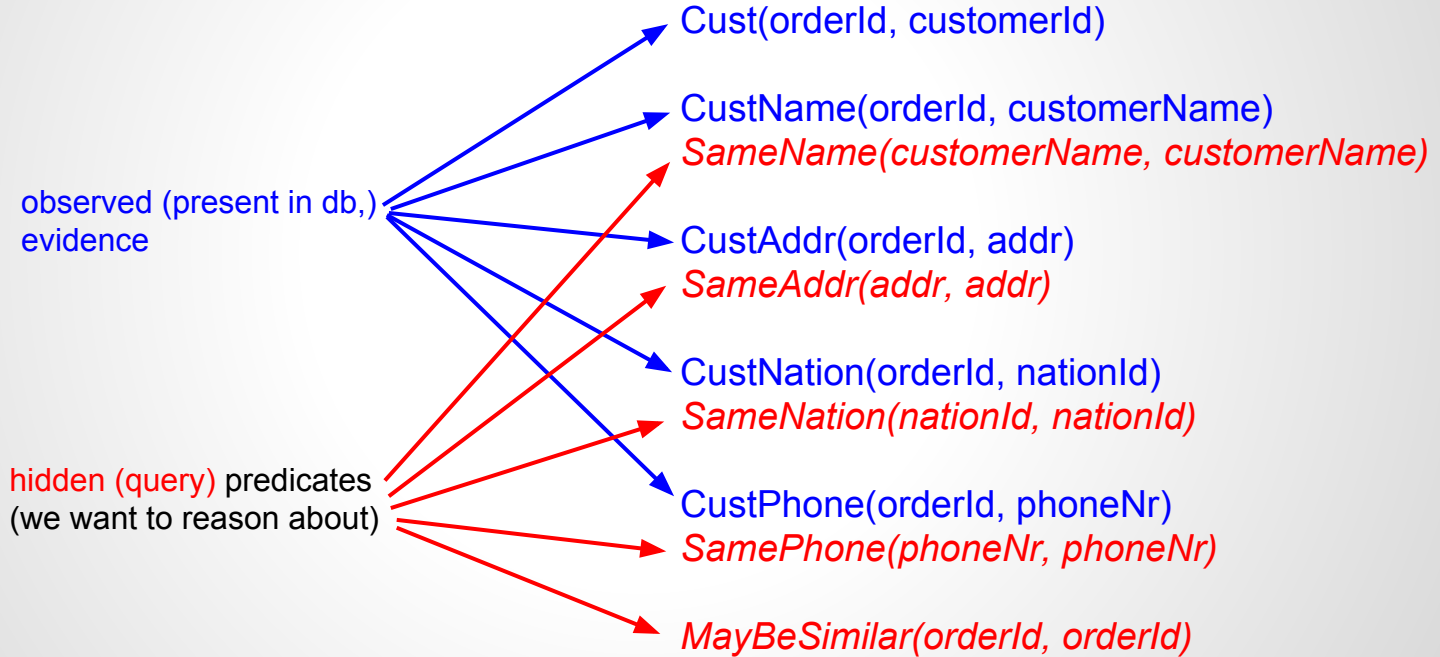 Cust(orderId, customerId)
CustName(orderId, customerName)
SameName(customerName, customerName)
observed (present in db,)
evidence
CustAddr(orderId, addr)
SameAddr(addr, addr)
CustNation(orderId, nationId)
SameNation(nationId, nationId)
hidden (query) predicates
(we want to reason about)
CustPhone(orderId, phoneNr)
SamePhone(phoneNr, phoneNr)
MayBeSimilar(orderId, orderId)